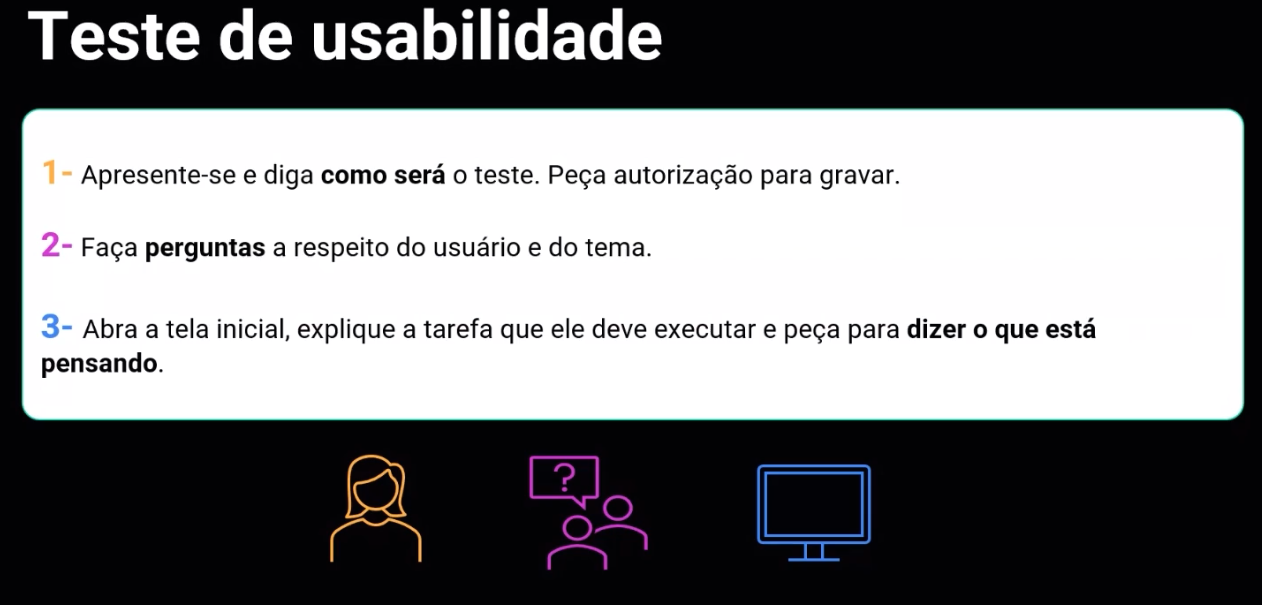 Teste de usabilidade
1- Apresente-se e diga como será o teste. Peça autorização para gravar.
2- Faça perguntas a respeito do usuário e do tema.
3- Abra a tela inicial, explique a tarefa que ele deve executar e peça para dizer o que está
pensando.
?